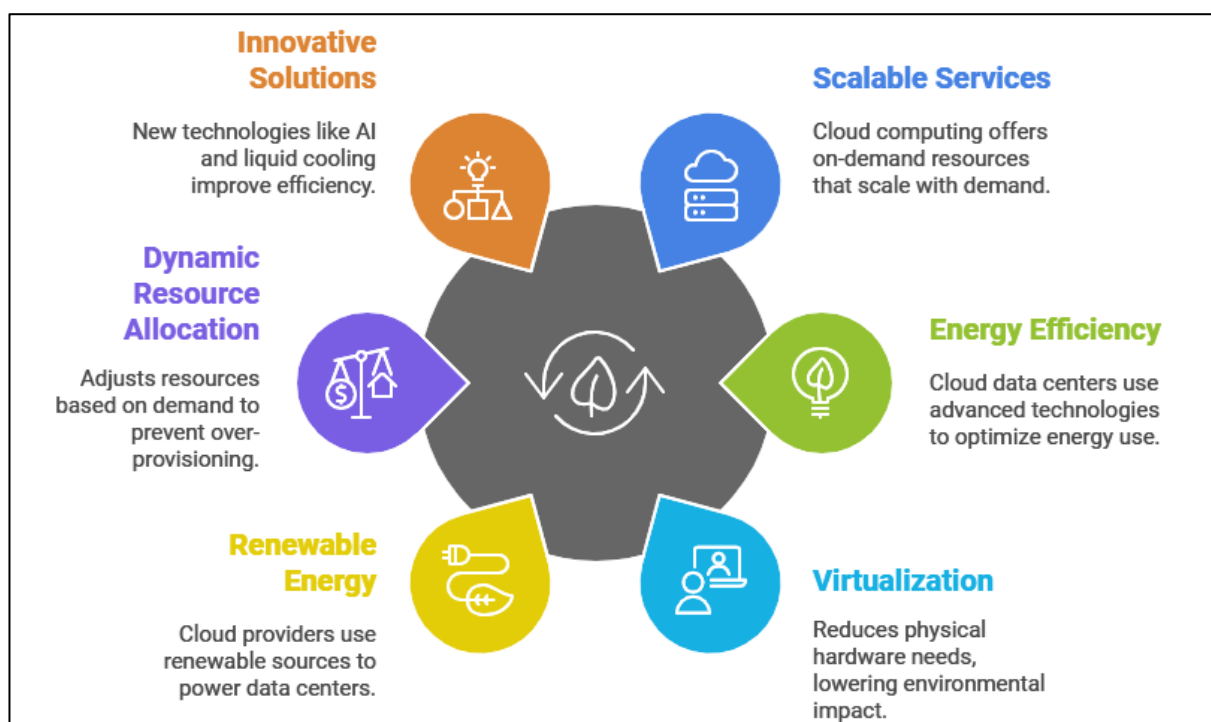 Innovative
Solutions
New technologies like AI
and liquid cooling
improve efficiency.
Scalable Services
Cloud computing offers
on-demand resources
that scale with demand.
Dynamic
Resource
Allocation
Adjusts resources
based on demand to
prevent over-
provisioning.
Energy Efficiency
Cloud data centers use
advanced technologies
to optimize energy use.
Renewable
Energy
Cloud providers use
renewable sources to
power data centers.
Virtualization
Reduces physical
hardware needs,
lowering environmental
impact.
$